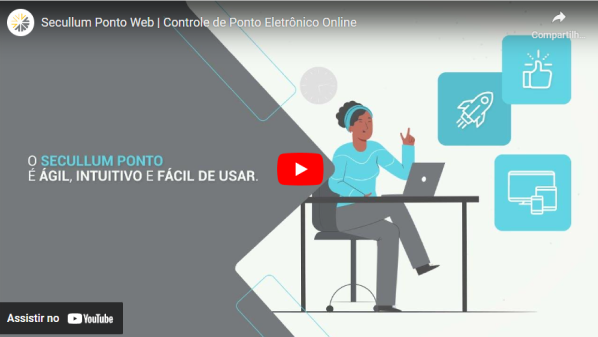 Secullum Ponto Web | Controle de Ponto Eletrônico Online
Compartilh...
O SECULLUM PONTO
É ÁGIL, INTUITIVO E FÁCIL DE USAR.
Assistir no YouTube